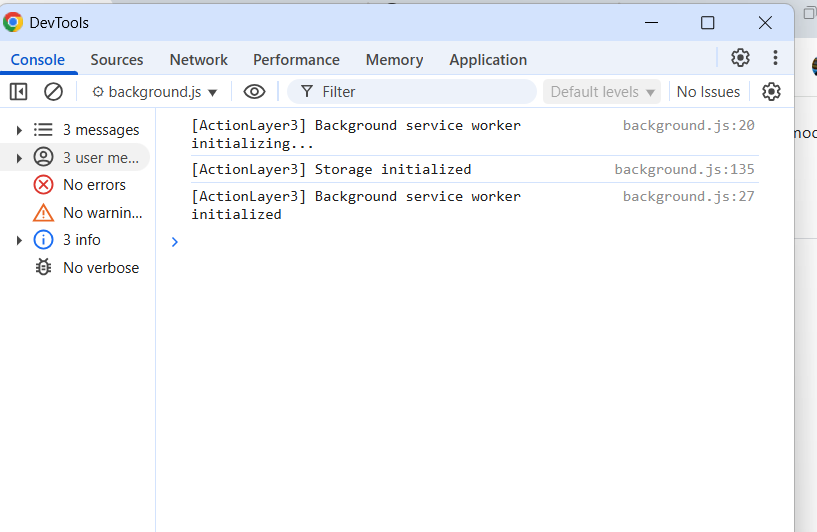 DevTools
Console Sources Network Performance Memory Application
background.js Filter Default levels No Issues
3 messages
3 user me...
No errors
No warnin...
3 info
No verbose
[ActionLayer3] Background service worker background.js:20
initializing...
[ActionLayer3] Storage initialized background.js:135
[ActionLayer3] Background service worker background.js:27
initialized